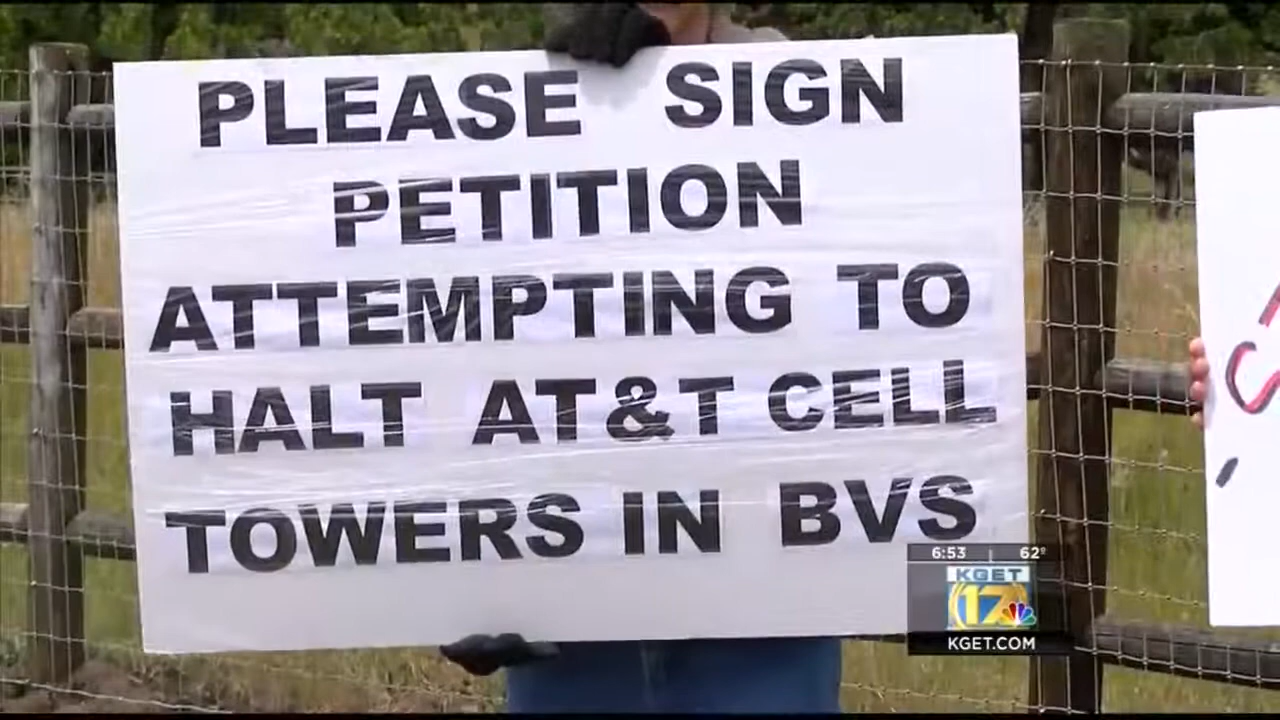 PLEASE SIGN
PETITION
ATTEMPTING TO
HALT AT&T CELL
TOWERS IN BVS
6:53 | 62°
KGET
17
KGET.COM